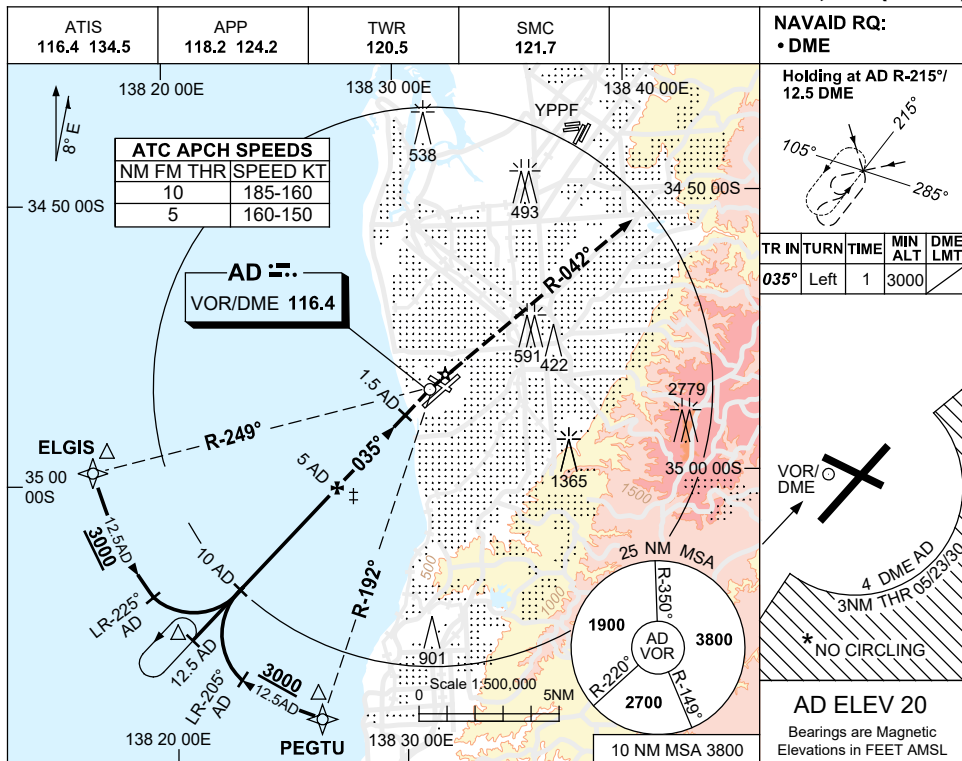 ATIS
116.4 134.5
APP
118.2 124.2
TWR
120.5
SMC
121.7
NAVAID RQ:
• DME
138 20 00E
138 30 00E
138 40 00E
8° E
ATC APCH SPEEDS
NM FM THR SPEED KT
10 185-160
5 160-150
34 50 00S
34 50 00S
538
YPPF
493
AD
VOR/DME 116.4
R-042°
591
422
2779
1365
1500
1.5 AD
035°
R-249°
ELGIS
5 AD
‡
35 00
00S
35 00 00S
12.5AD
3000
10 AD
R-192°
LR-225°
AD
12.5 AD
LR-205°
AD
3000
12.5AD
PEGTU
500
1000
901
Scale 1:500,000
0 5NM
25 NM MSA
R-350°
1900
AD
VOR
3800
R-220°
2700
R-149°
10 NM MSA 3800
138 20 00E
138 30 00E
Holding at AD R-215°/
12.5 DME
215°
105°
285°
TR IN TURN TIME MIN ALT DME LMT
035° Left 1 3000
VOR/
DME
4 DME AD
3NM THR 05/23/30
*NO CIRCLING
AD ELEV 20
Bearings are Magnetic
Elevations in FEET AMSL